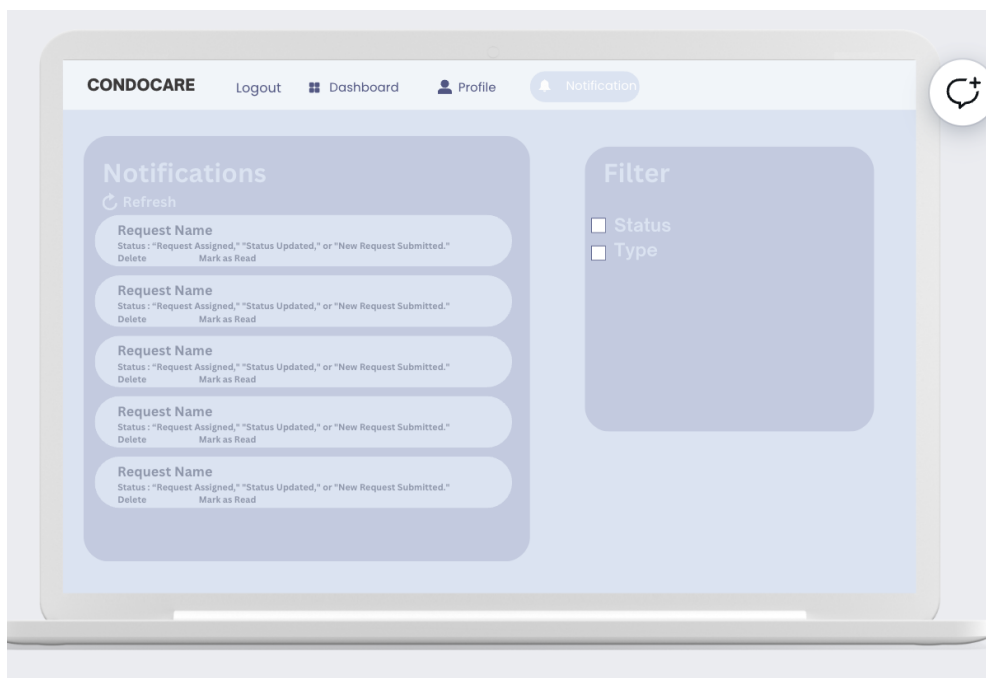 CONDOCARE
Logout
Dashboard
Profile
Notification
Notifications
Refresh
Request Name
Status : "Request Assigned," "Status Updated," or "New Request Submitted."
Delete Mark as Read
Request Name
Status : "Request Assigned," "Status Updated," or "New Request Submitted."
Delete Mark as Read
Request Name
Status : "Request Assigned," "Status Updated," or "New Request Submitted."
Delete Mark as Read
Request Name
Status : "Request Assigned," "Status Updated," or "New Request Submitted."
Delete Mark as Read
Request Name
Status : "Request Assigned," "Status Updated," or "New Request Submitted."
Delete Mark as Read
Filter
Status
Type